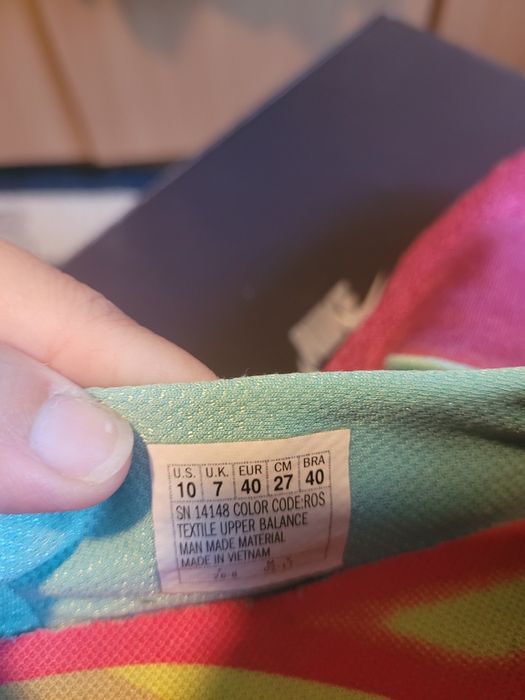 U.S. U.K. EUR CM BRA
10 7 40 27 40
SN 14148 COLOR CODE:ROS
TEXTILE UPPER BALANCE
MAN MADE MATERIAL
MADE IN VIETNAM